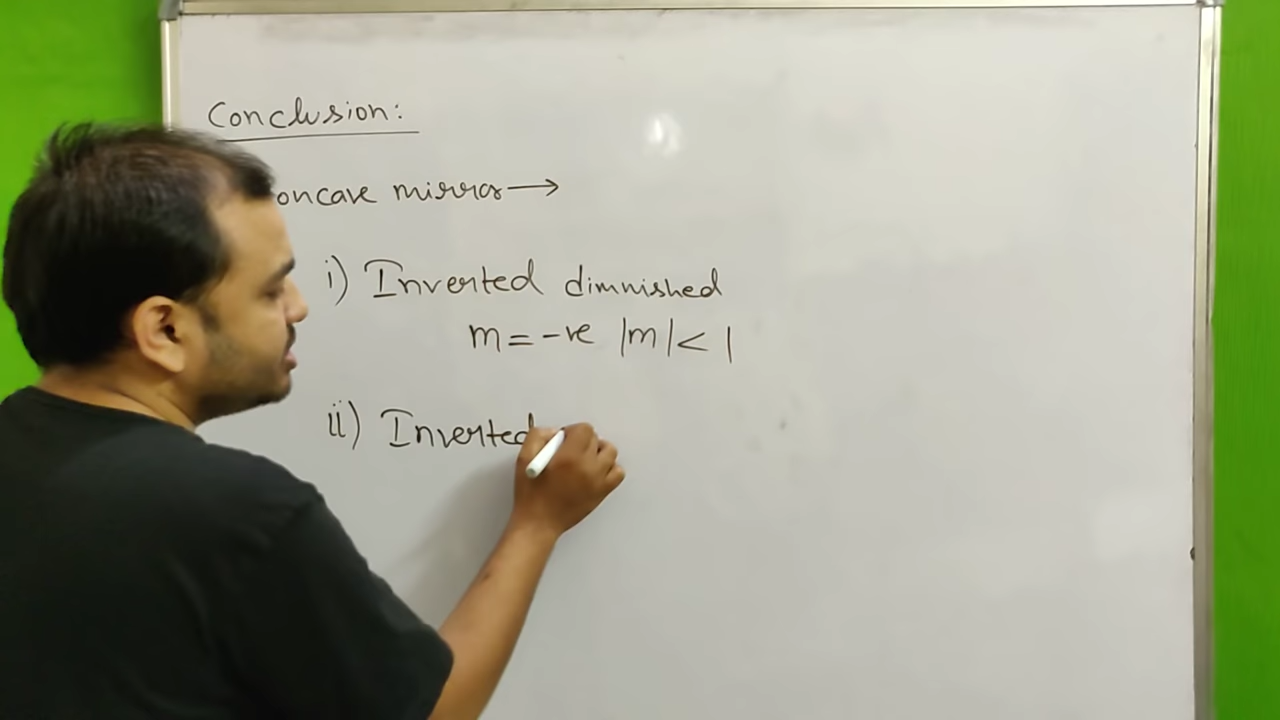 Conclusion:
oncave mirror →
i) Inverted dimnished
m = -ve |m| < 1
ii) Inverted